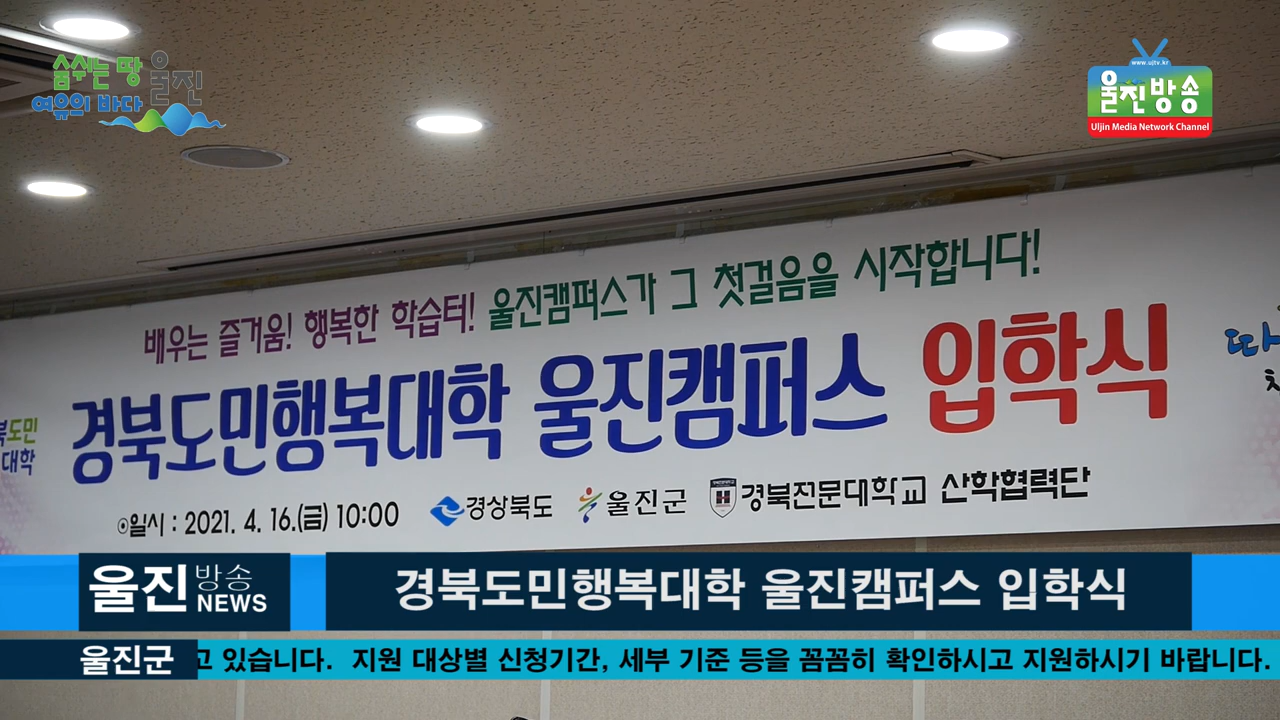 숨쉬는 땅
여유의 바다
울진
www.ujtv.kr
울진방송
Uljin Media Network Channel
배우는 즐거움! 행복한 학습터! 울진캠퍼스가 그 첫걸음을 시작합니다!
경북도민행복대학 울진캠퍼스 입학식
북도민
대학
⊙일시 : 2021. 4. 16.(금) 10:00
경상북도
울진군
경북전문대학교 산학협력단
울진방송 NEWS
경북도민행복대학 울진캠퍼스 입학식
울진군
고 있습니다. 지원 대상별 신청기간, 세부 기준 등을 꼼꼼히 확인하시고 지원하시기 바랍니다.